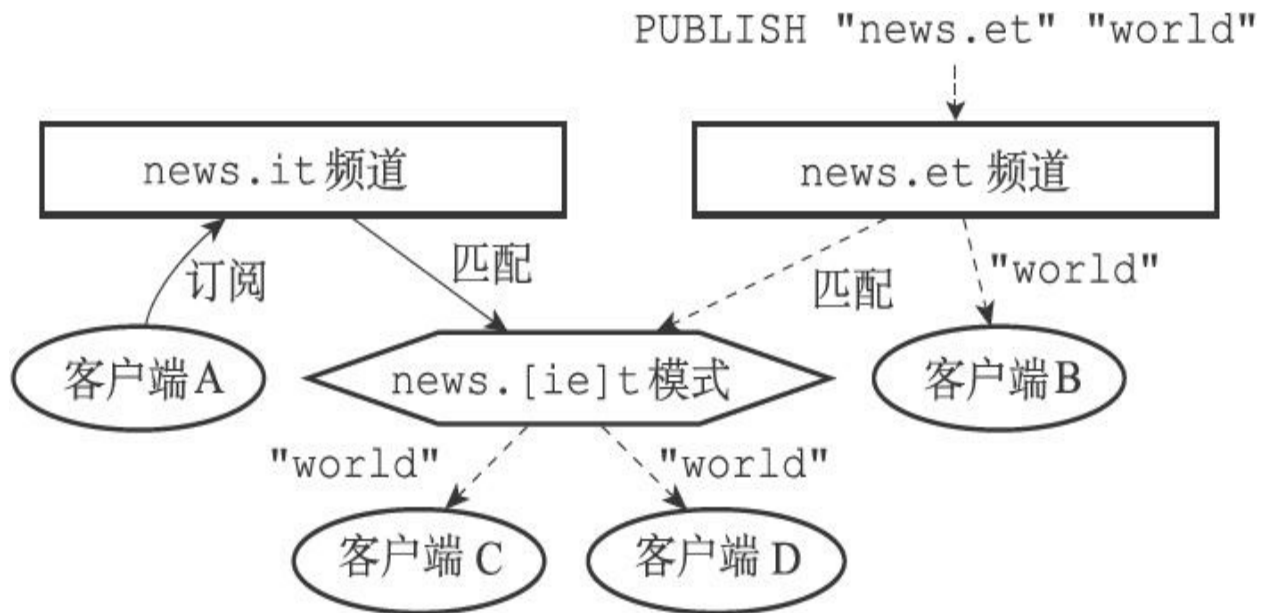 PUBLISH "news.et" "world"
news.it 频道
news.et 频道
订阅
匹配
匹配
"world"
客户端A
news.[ie]t模式
客户端B
"world"
"world"
客户端 C
客户端 D